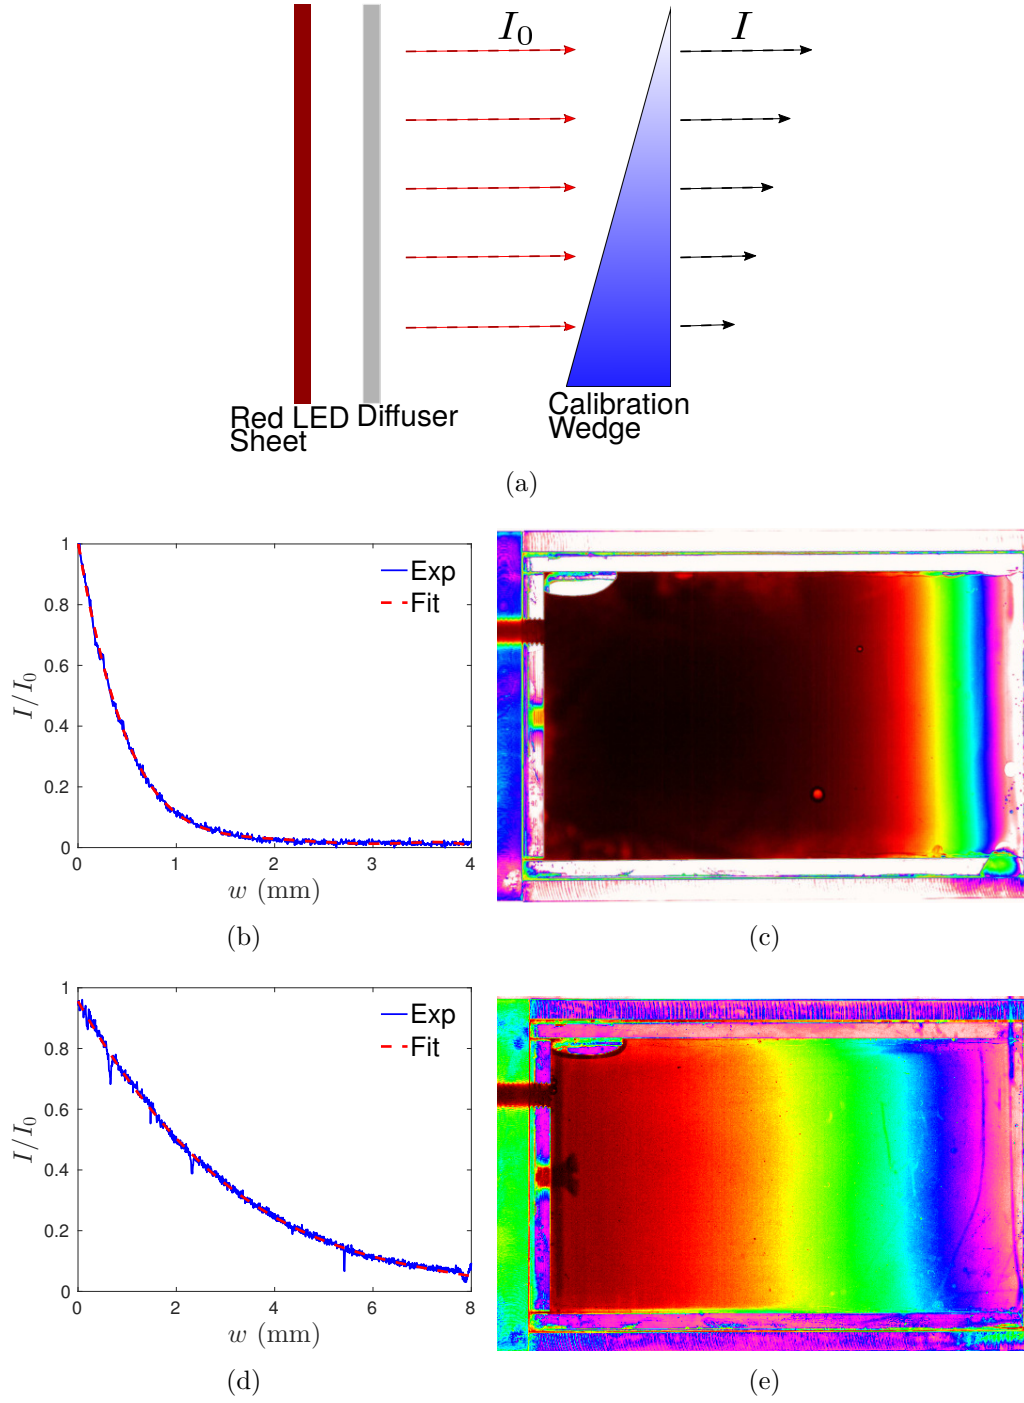 I₀ I
Red LED Diffuser Calibration
Sheet Wedge
(a)
1
0.8
0.6
0.4
0.2
0
0 1 2 3 4
I/I₀
w (mm)
Exp
Fit
(b) (c)
1
0.8
0.6
0.4
0.2
0
0 2 4 6 8
I/I₀
w (mm)
Exp
Fit
(d) (e)